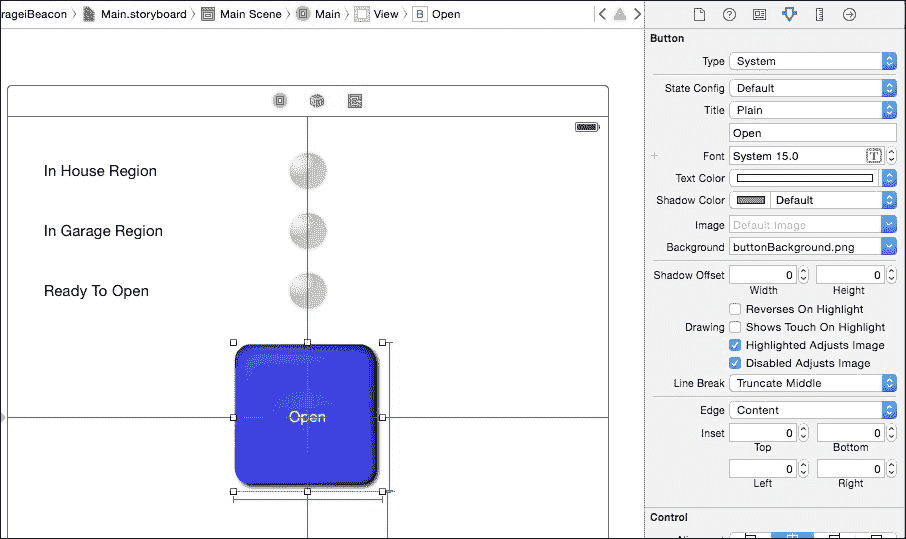 rageiBeacon Main.storyboard Main Scene Main View B Open
Button
Type System
State Config Default
Title Plain
Open
Font System 15.0 T
Text Color
Shadow Color Default
Image Default Image
Background buttonBackground.png
Shadow Offset 0 0
Width Height
Reverses On Highlight
Drawing Shows Touch On Highlight
Highlighted Adjusts Image
Disabled Adjusts Image
Line Break Truncate Middle
Edge Content
Inset 0 0
Top Bottom
0 0
Left Right
Control
In House Region
In Garage Region
Ready To Open
Open